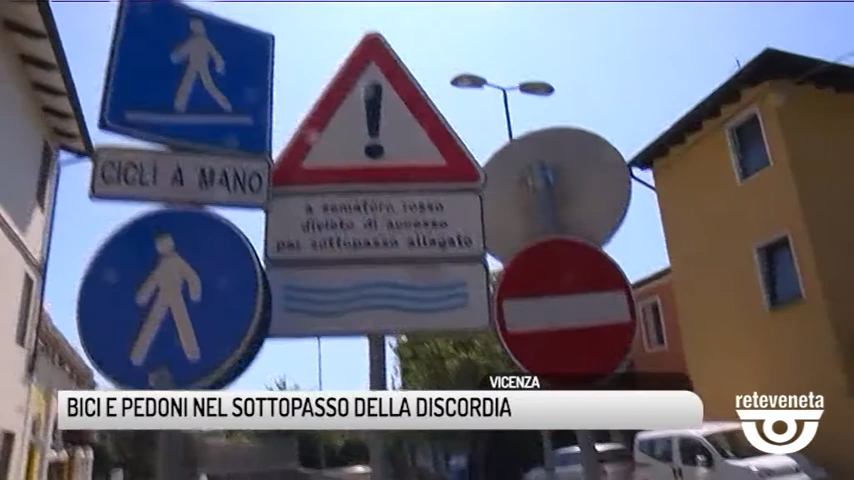 CICLI A MANO
a semaforo rosso
divieto di accesso
per sottopasso allagato
VICENZA
BICI E PEDONI NEL SOTTOPASSO DELLA DISCORDIA
reteveneta